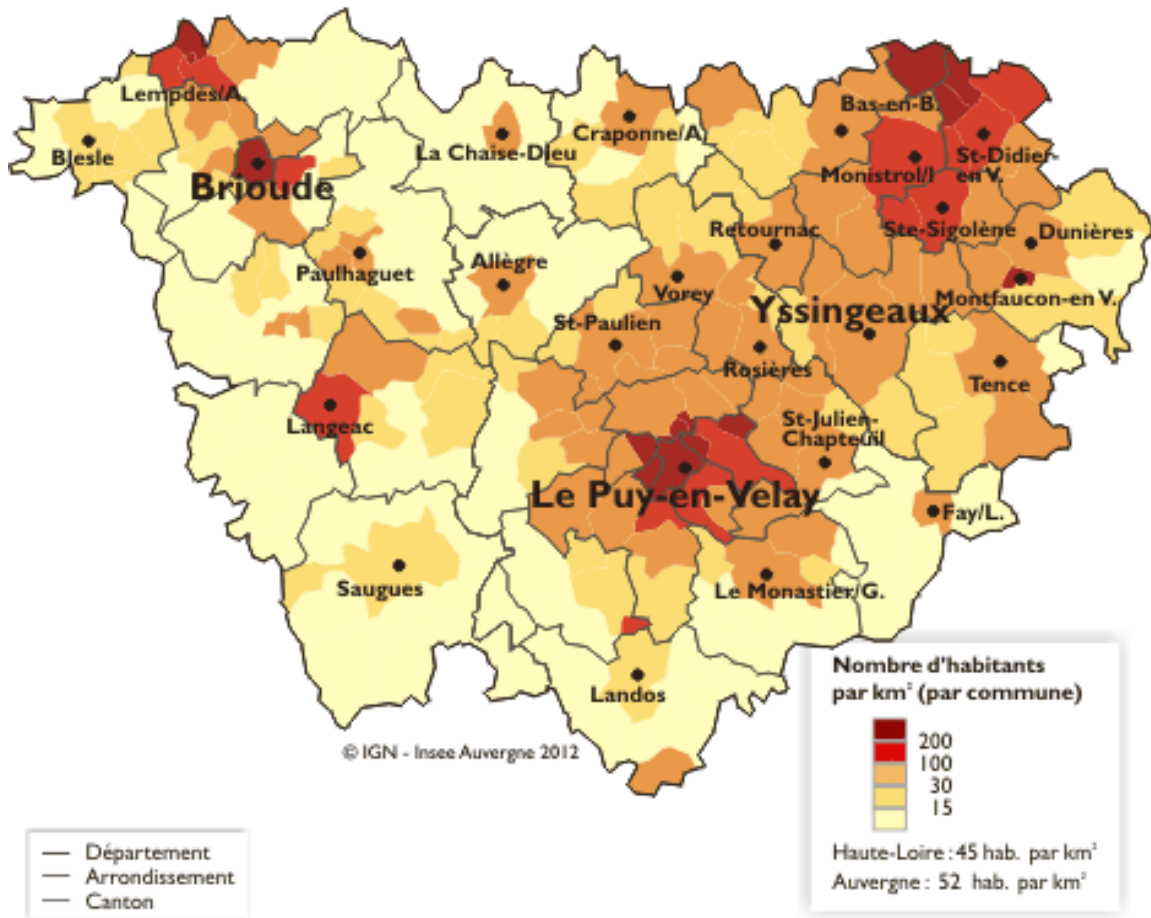 Lempdes/A.
Bas-en-B.
Craponne/A.
Blesle
La Chaise-Dieu
St-Didier-
en V.
Monistrol/l
Brioude
Retournac
Ste-Sigolène
Dunières
Paulhaguet
Allègre
Vorey
Montfaucon-en V.
St-Paulien
Yssingeaux
Rosières
Tence
Langeac
St-Julien-
Chapteuil
Le Puy-en-Velay
Fay/L.
Saugues
Le Monastier/G.
Landos
© IGN - Insee Auvergne 2012
Nombre d'habitants
par km² (par commune)
200
100
30
15
Haute-Loire : 45 hab. par km²
Auvergne : 52 hab. par km²
Département
Arrondissement
Canton